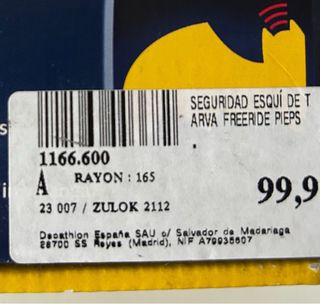 SEGURIDAD ESQUÍ DE T
ARVA FREERIDE PIEPS
1166.600
A RAYON : 165
99,9
23 007 / ZULOK 2112
Decathlon España SAU c/ Salvador de Madariaga
28700 SS Reyes (Madrid), NIF A79935607